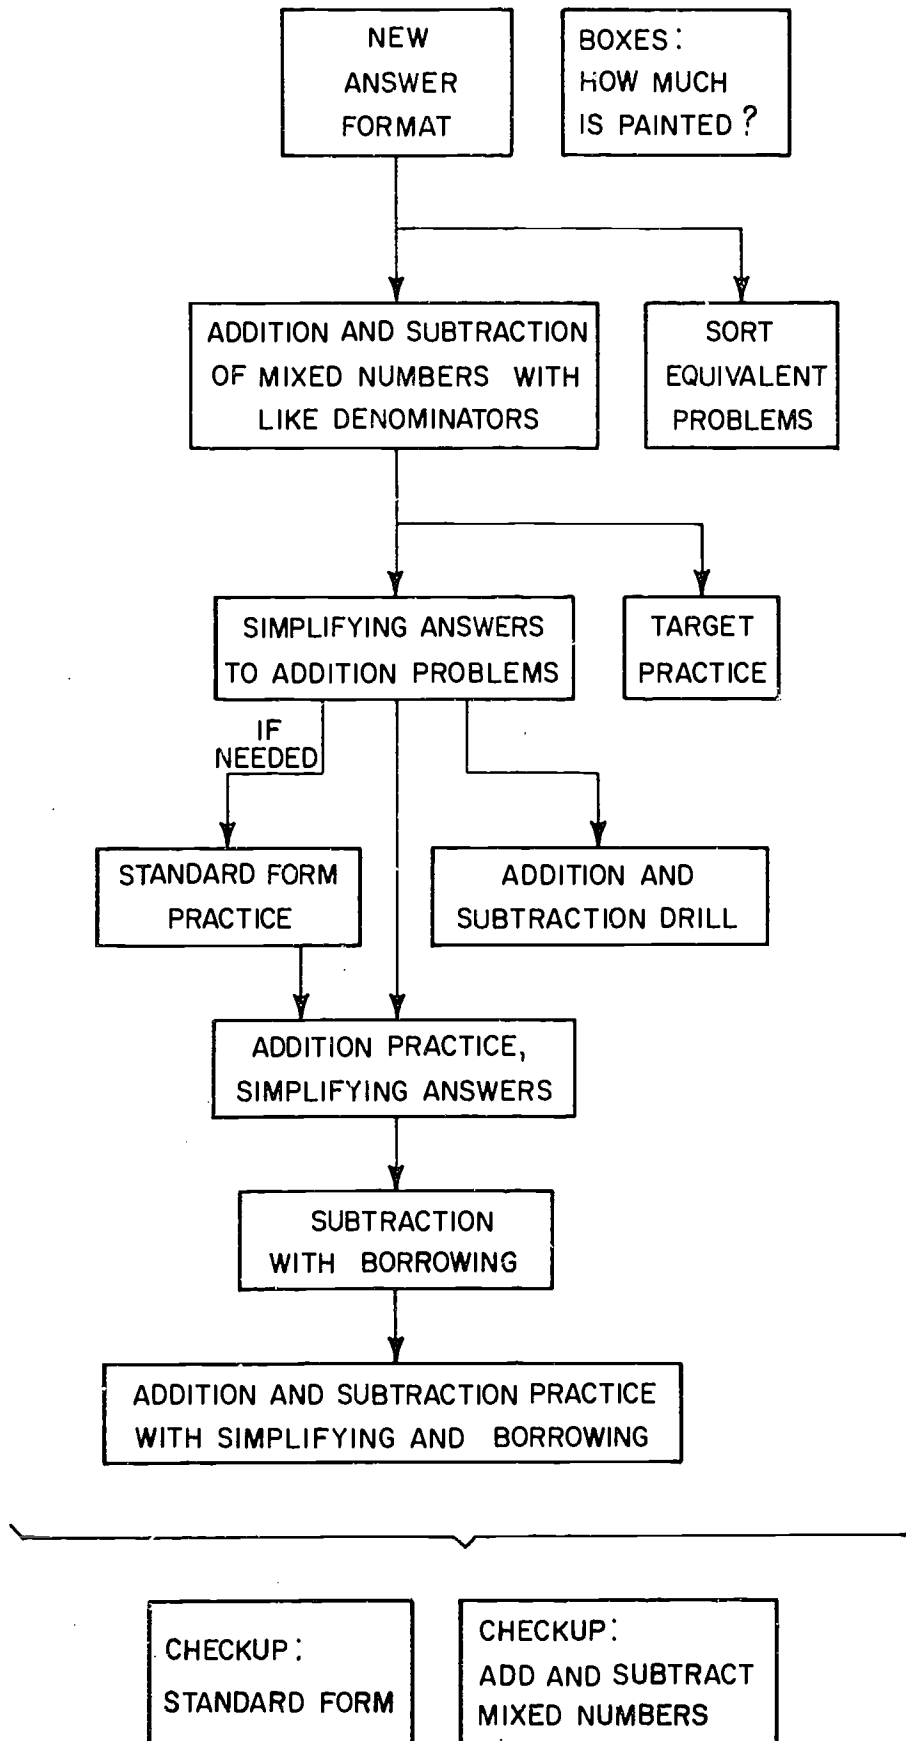 NEW
ANSWER
FORMAT
BOXES:
HOW MUCH
IS PAINTED?
ADDITION AND SUBTRACTION
OF MIXED NUMBERS WITH
LIKE DENOMINATORS
SORT
EQUIVALENT
PROBLEMS
SIMPLIFYING ANSWERS
TO ADDITION PROBLEMS
TARGET
PRACTICE
IF
NEEDED
STANDARD FORM
PRACTICE
ADDITION AND
SUBTRACTION DRILL
ADDITION PRACTICE,
SIMPLIFYING ANSWERS
SUBTRACTION
WITH BORROWING
ADDITION AND SUBTRACTION PRACTICE
WITH SIMPLIFYING AND BORROWING
CHECKUP:
STANDARD FORM
CHECKUP:
ADD AND SUBTRACT
MIXED NUMBERS